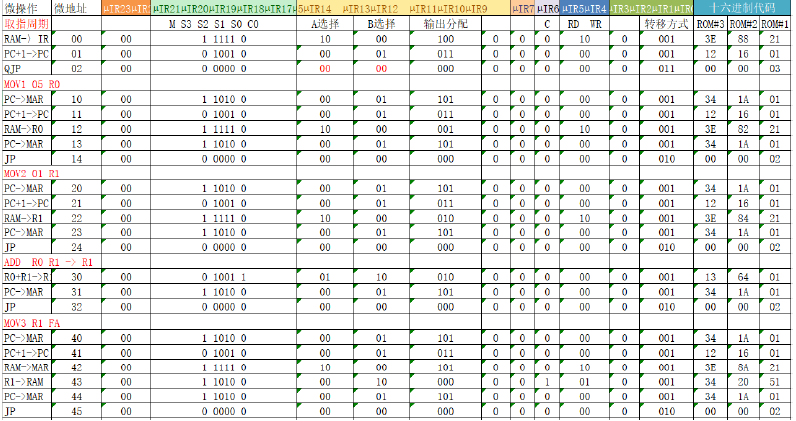 微操作 微地址 μIR23μIR2 μIR21μIR20μIR19μIR18μIR17μ 5μIR14 μIR13μIR12 μIR11μIR10μIR9 μIR7 μIR6 μIR5μIR4 μIR3μIR2μIR1μIR0 十六进制代码
取指周期 M S3 S2 S1 S0 C0 A选择 B选择 输出分配 C RD WR 转移方式 ROM#3 ROM#2 ROM#1
RAM-〉IR 00 00 1 1111 0 10 00 100 0 0 0 10 0 001 3E 88 21
PC+1->PC 01 00 0 1001 0 00 01 011 0 0 0 00 0 001 12 16 01
QJP 02 00 0 0000 0 00 00 000 0 0 0 00 0 011 00 00 03
MOV1 05 R0
PC->MAR 10 00 1 1010 0 00 01 101 0 0 0 00 0 001 34 1A 01
PC+1->PC 11 00 0 1001 0 00 01 011 0 0 0 00 0 001 12 16 01
RAM->R0 12 00 1 1111 0 10 00 001 0 0 0 10 0 001 3E 82 21
PC->MAR 13 00 1 1010 0 00 01 101 0 0 0 00 0 001 34 1A 01
JP 14 00 0 0000 0 00 00 000 0 0 0 00 0 010 00 00 02
MOV2 01 R1
PC->MAR 20 00 1 1010 0 00 01 101 0 0 0 00 0 001 34 1A 01
PC+1->PC 21 00 0 1001 0 00 01 011 0 0 0 00 0 001 12 16 01
RAM->R1 22 00 1 1111 0 10 00 010 0 0 0 10 0 001 3E 84 21
PC->MAR 23 00 1 1010 0 00 01 101 0 0 0 00 0 001 34 1A 01
JP 24 00 0 0000 0 00 00 000 0 0 0 00 0 010 00 00 02
ADD R0 R1 -> R1
R0+R1->R 30 00 0 1001 1 01 10 010 0 0 0 00 0 001 13 64 01
PC->MAR 31 00 1 1010 0 00 01 101 0 0 0 00 0 001 34 1A 01
JP 32 00 0 0000 0 00 00 000 0 0 0 00 0 010 00 00 02
MOV3 R1 FA
PC->MAR 40 00 1 1010 0 00 01 101 0 0 0 00 0 001 34 1A 01
PC+1->PC 41 00 0 1001 0 00 01 011 0 0 0 00 0 001 12 16 01
RAM->MAR 42 00 1 1111 0 10 00 101 0 0 0 10 0 001 3E 8A 21
R1->RAM 43 00 1 1010 0 00 10 000 0 0 1 01 0 001 34 20 51
PC->MAR 44 00 1 1010 0 00 01 101 0 0 0 00 0 001 34 1A 01
JP 45 00 0 0000 0 00 00 000 0 0 0 00 0 010 00 00 02